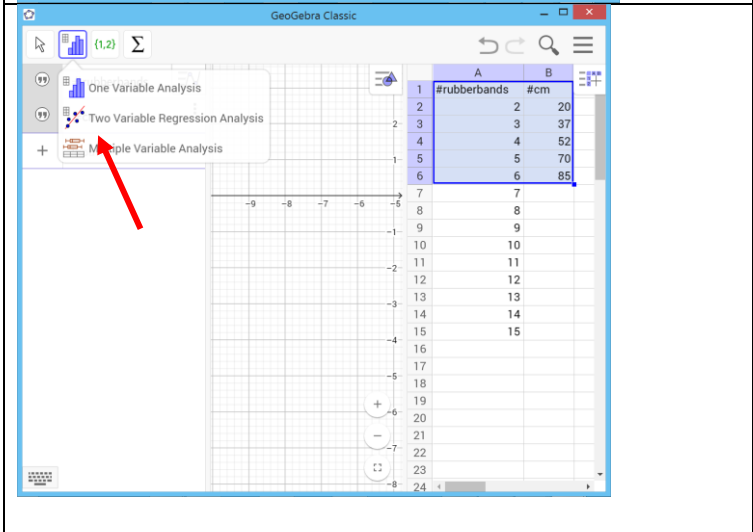 GeoGebra Classic
{1,2} Σ
One Variable Analysis
Two Variable Regression Analysis
Multiple Variable Analysis
-9 -8 -7 -6 -5
2
1
-1
-2
-3
-4
-5
-6
-7
-8
A B
1 #rubberbands #cm
2 2 20
3 3 37
4 4 52
5 5 70
6 6 85
7 7
8 8
9 9
10 10
11 11
12 12
13 13
14 14
15 15
16
17
18
19
20
21
22
23
24